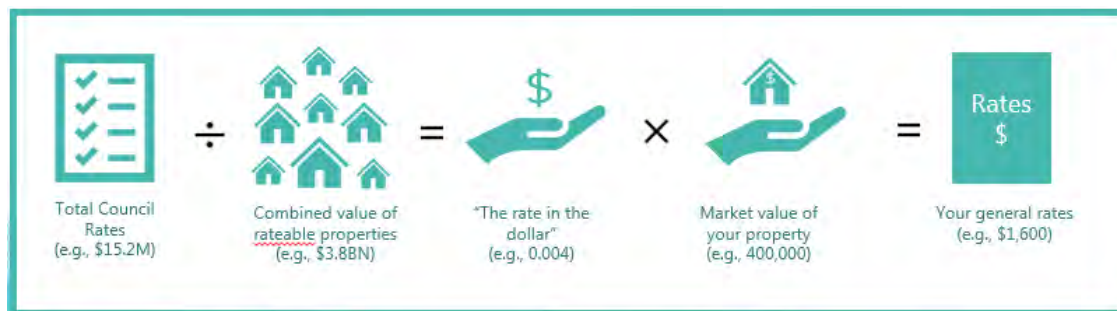 $
$
Rates
$
÷
=
×
=
Total Council
Rates
(e.g., $15.2M)
Combined value of
rateable properties
(e.g., $3.8BN)
“The rate in the
dollar”
(e.g., 0.004)
Market value of
your property
(e.g., 400,000)
Your general rates
(e.g., $1,600)